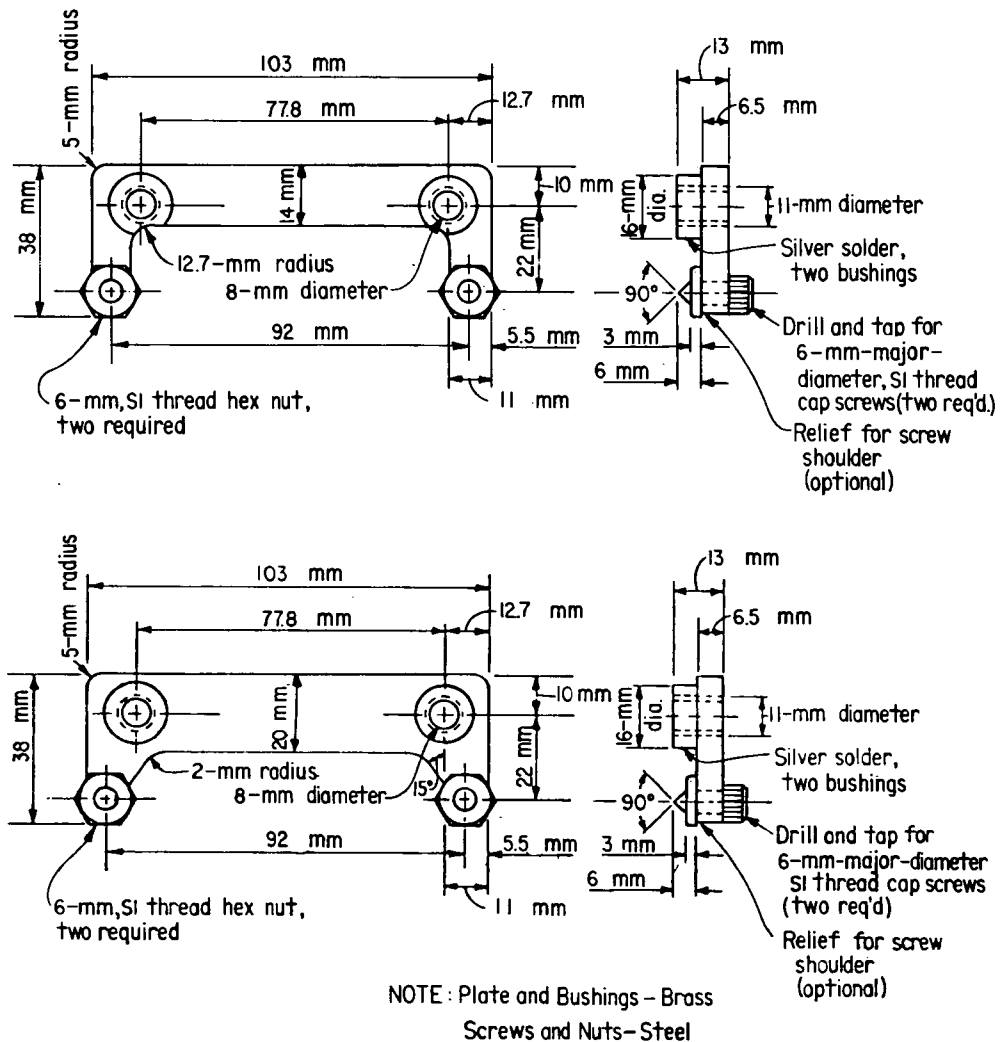 13 mm
5-mm radius
103 mm
77.8 mm
12.7 mm
6.5 mm
38 mm
14 mm
10 mm
16-mm
dia.
11-mm diameter
12.7-mm radius
8-mm diameter
22 mm
Silver solder,
two bushings
90°
92 mm
5.5 mm
3 mm
6 mm
11 mm
Drill and tap for
6-mm-major-
diameter, SI thread
cap screws(two req'd.)
6-mm, SI thread hex nut,
two required
Relief for screw
shoulder
(optional)
13 mm
5-mm radius
103 mm
77.8 mm
12.7 mm
6.5 mm
38 mm
20 mm
10 mm
16-mm
dia.
11-mm diameter
2-mm radius
8-mm diameter
15°
22 mm
Silver solder,
two bushings
90°
92 mm
5.5 mm
3 mm
6 mm
11 mm
Drill and tap for
6-mm-major-diameter
SI thread cap screws
(two req'd)
6-mm, SI thread hex nut,
two required
Relief for screw
shoulder
(optional)
NOTE : Plate and Bushings – Brass
Screws and Nuts – Steel